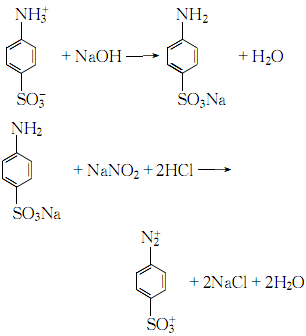 NH₃⁺ NH₂
+ NaOH ⟶ + H₂O
SO₃⁻ SO₃Na
NH₂
+ NaNO₂ + 2HCl ⟶
SO₃Na
N₂⁺
+ 2NaCl + 2H₂O
SO₃⁺